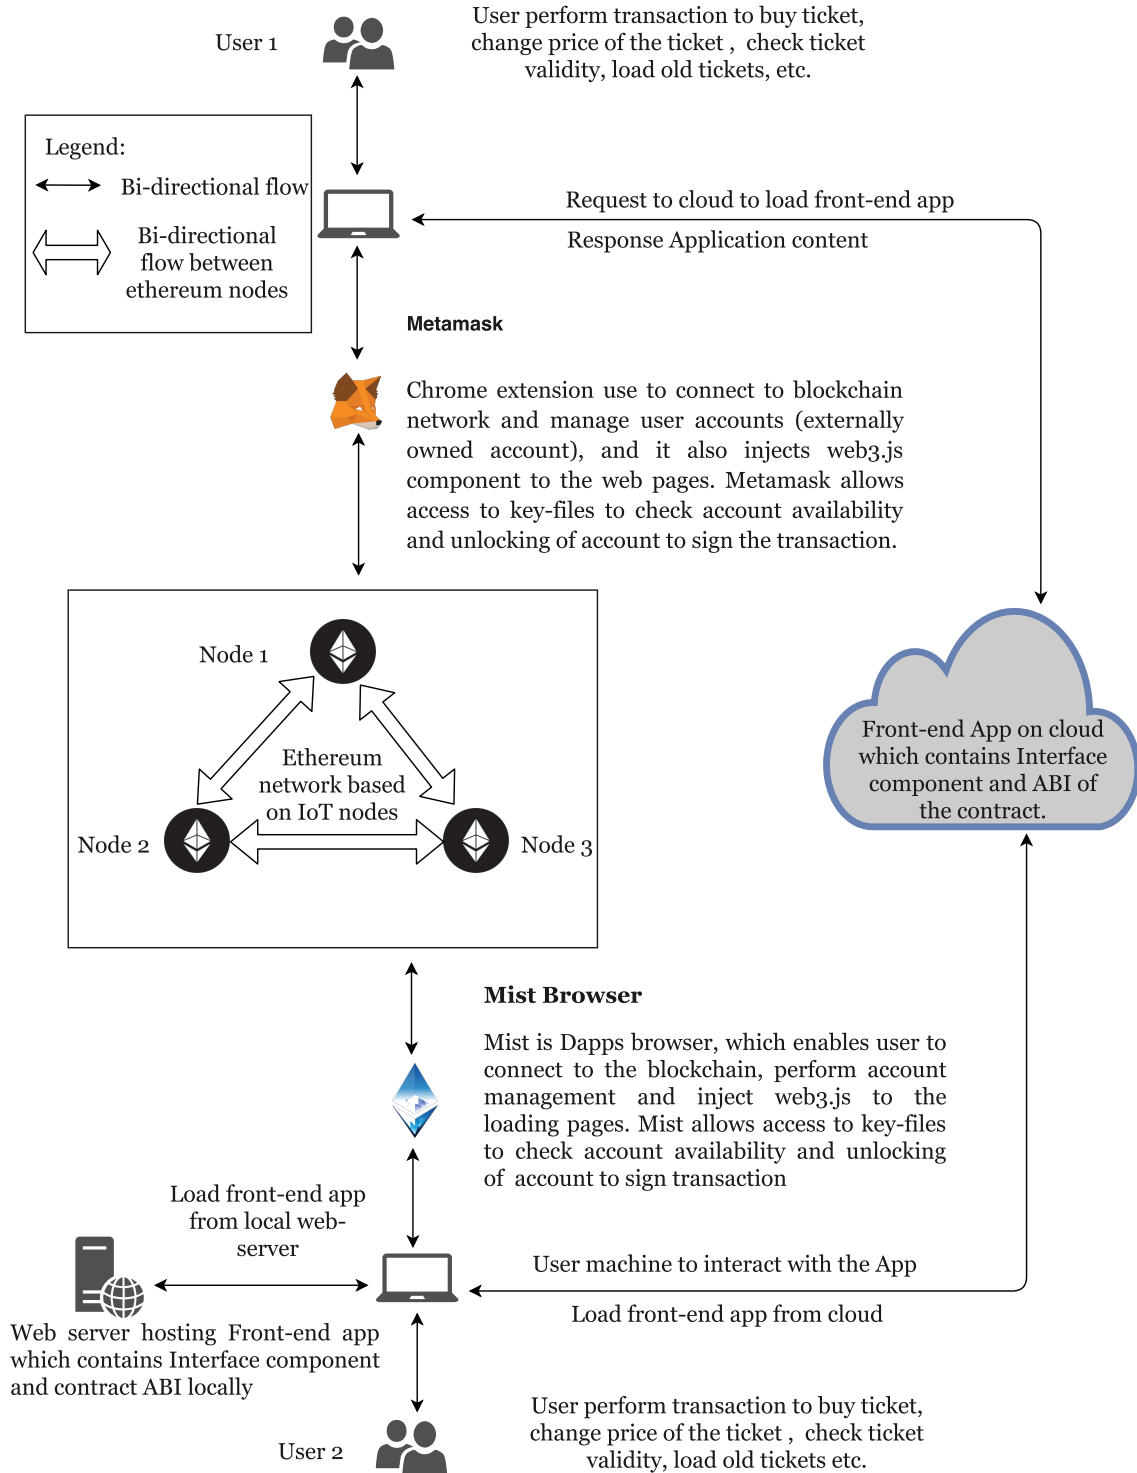 User 1
User perform transaction to buy ticket,
change price of the ticket , check ticket
validity, load old tickets, etc.
Legend:
Bi-directional flow
Bi-directional
flow between
ethereum nodes
Request to cloud to load front-end app
Response Application content
Metamask
Chrome extension use to connect to blockchain
network and manage user accounts (externally
owned account), and it also injects web3.js
component to the web pages. Metamask allows
access to key-files to check account availability
and unlocking of account to sign the transaction.
Node 1
Ethereum
network based
on IoT nodes
Node 2
Node 3
Front-end App on cloud
which contains Interface
component and ABI of
the contract.
Mist Browser
Mist is Dapps browser, which enables user to
connect to the blockchain, perform account
management and inject web3.js to the
loading pages. Mist allows access to key-files
to check account availability and unlocking
of account to sign transaction
Load front-end app
from local web-
server
User machine to interact with the App
Load front-end app from cloud
Web server hosting Front-end app
which contains Interface component
and contract ABI locally
User 2
User perform transaction to buy ticket,
change price of the ticket , check ticket
validity, load old tickets etc.